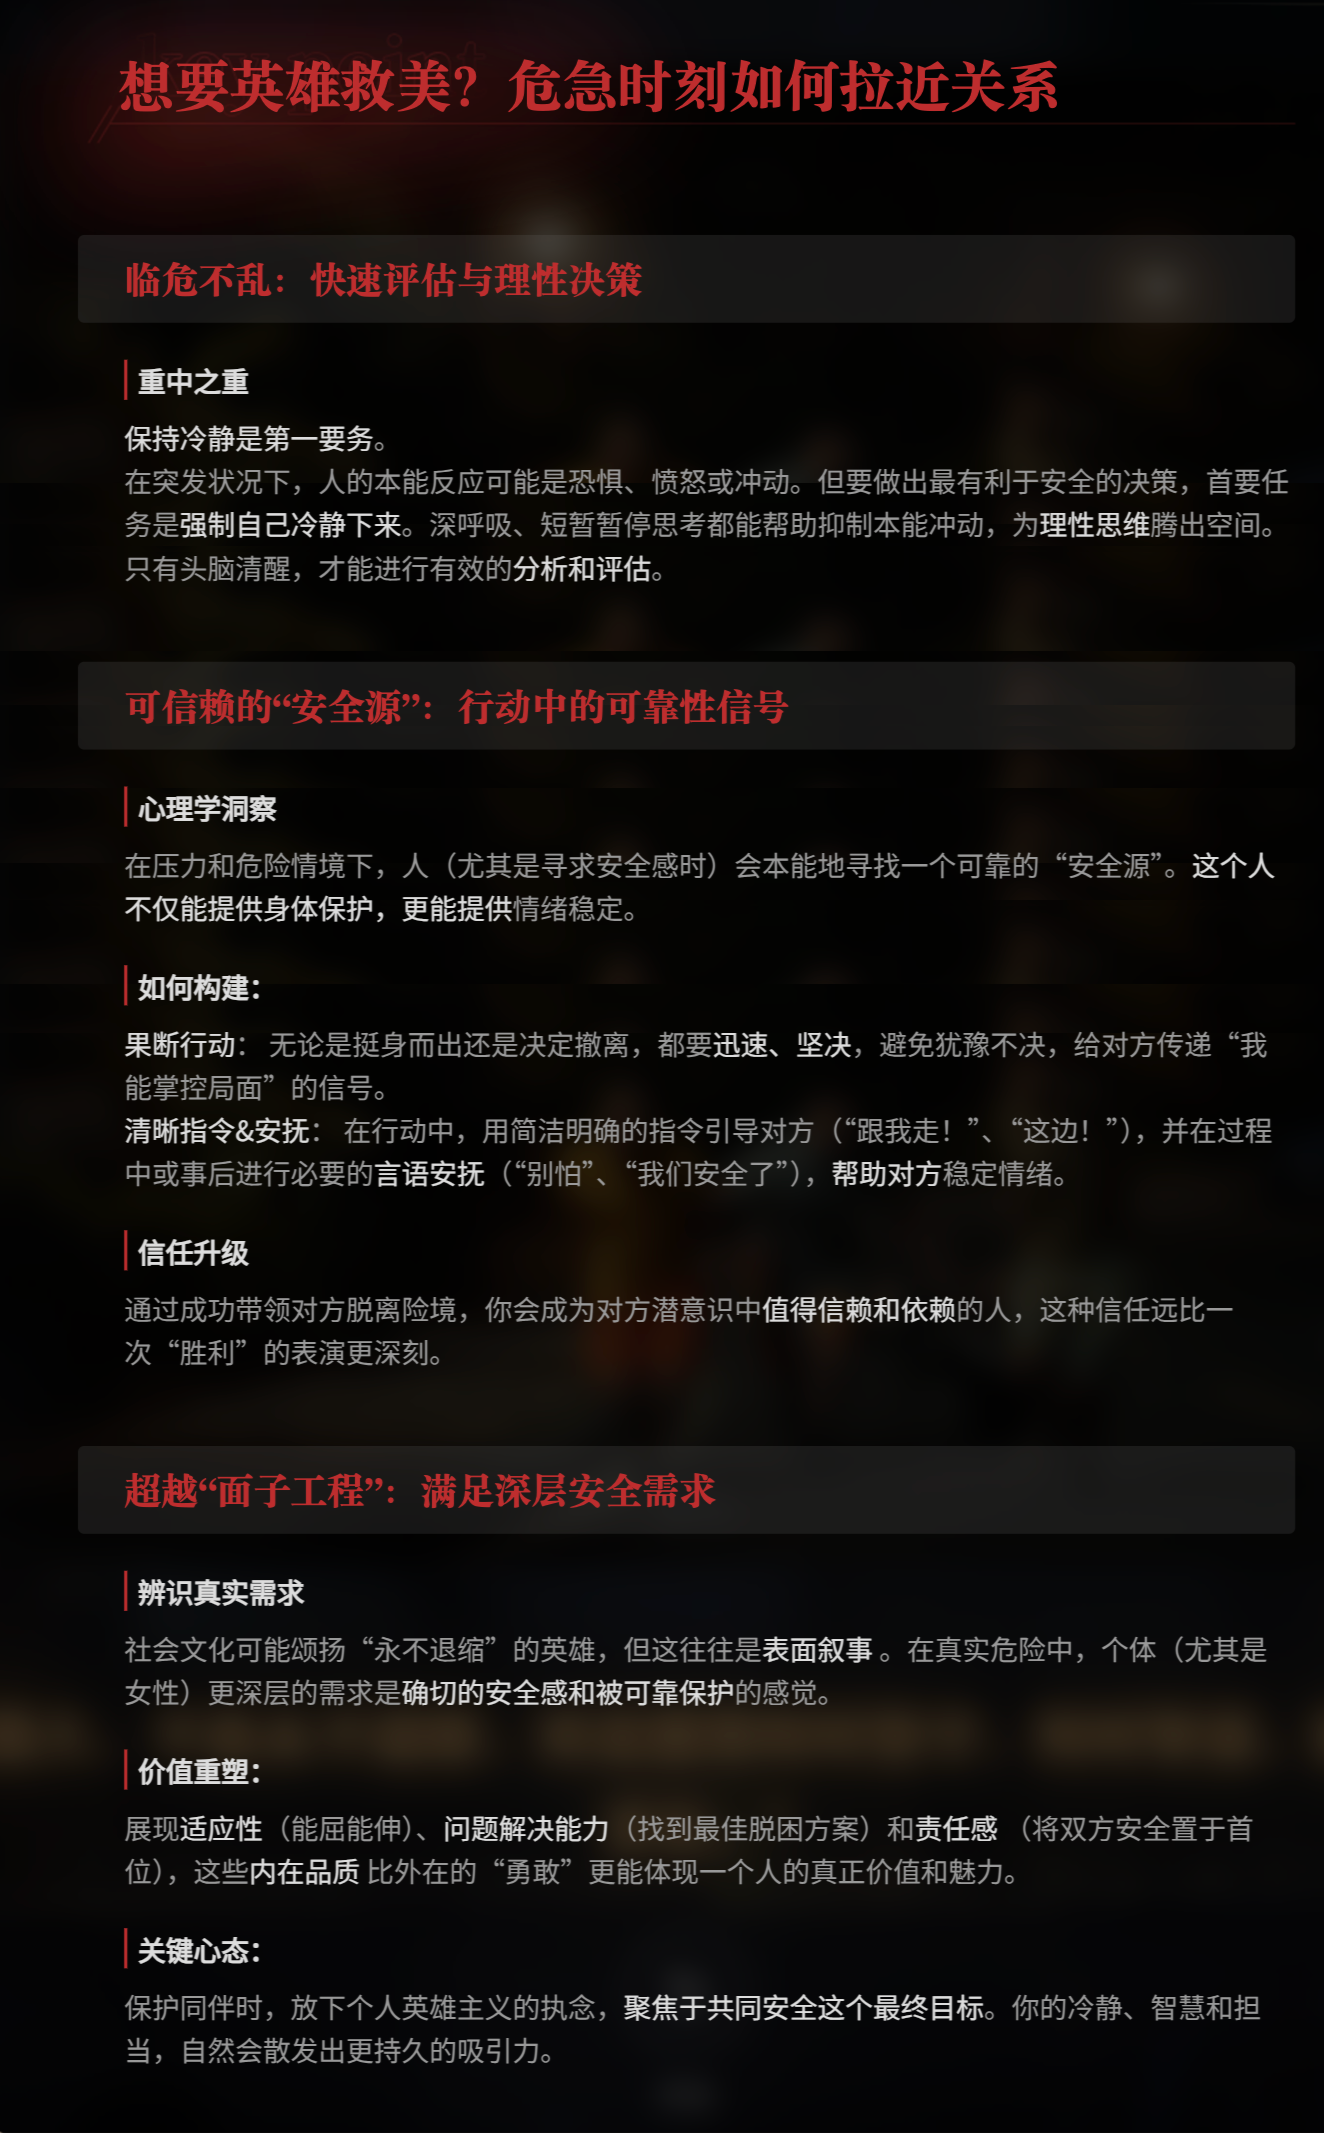 key point
想要英雄救美？危急时刻如何拉近关系
临危不乱：快速评估与理性决策
重中之重
保持冷静是第一要务。
在突发状况下，人的本能反应可能是恐惧、愤怒或冲动。但要做出最有利于安全的决策，首要任
务是强制自己冷静下来。深呼吸、短暂暂停思考都能帮助抑制本能冲动，为理性思维腾出空间。
只有头脑清醒，才能进行有效的分析和评估。
可信赖的“安全源”：行动中的可靠性信号
心理学洞察
在压力和危险情境下，人（尤其是寻求安全感时）会本能地寻找一个可靠的“安全源”。这个人
不仅能提供身体保护，更能提供情绪稳定。
如何构建：
果断行动： 无论是挺身而出还是决定撤离，都要迅速、坚决，避免犹豫不决，给对方传递“我
能掌控局面”的信号。
清晰指令&安抚： 在行动中，用简洁明确的指令引导对方（“跟我走！”、“这边！”），并在过程
中或事后进行必要的言语安抚（“别怕”、“我们安全了”），帮助对方稳定情绪。
信任升级
通过成功带领对方脱离险境，你会成为对方潜意识中值得信赖和依赖的人，这种信任远比一
次“胜利”的表演更深刻。
超越“面子工程”：满足深层安全需求
辨识真实需求
社会文化可能颂扬“永不退缩”的英雄，但这往往是表面叙事 。在真实危险中，个体（尤其是
女性）更深层的需求是确切的安全感和被可靠保护的感觉。
价值重塑：
展现适应性（能屈能伸）、问题解决能力（找到最佳脱困方案）和责任感 （将双方安全置于首
位），这些内在品质 比外在的“勇敢”更能体现一个人的真正价值和魅力。
关键心态：
保护同伴时，放下个人英雄主义的执念，聚焦于共同安全这个最终目标。你的冷静、智慧和担
当，自然会散发出更持久的吸引力。